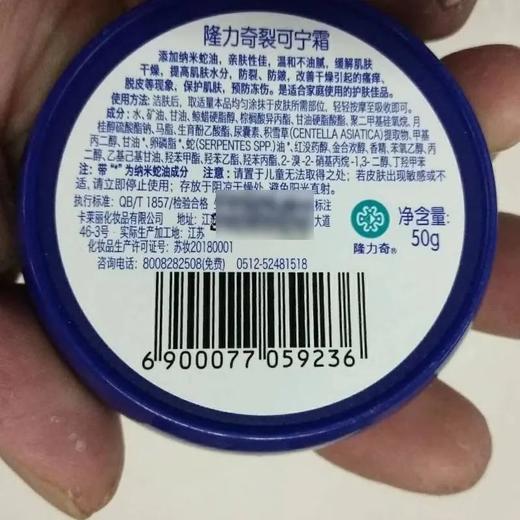 隆力奇裂可宁霜
添加纳米蛇油，亲肤性佳，温和不油腻，缓解肌肤
干燥，提高肌肤水分，防裂、防皴，改善干燥引起的瘙痒、
脱皮等现象，保护肌肤，预防冻伤。是适合家庭使用的护肤佳品。
使用方法：洁肤后，取适量本品均匀涂抹于皮肤所需部位，轻轻按摩至吸收即可。
成分：水、矿油、甘油、鲸蜡硬脂醇、棕榈酸异丙酯、甘油硬脂酸酯、聚二甲基硅氧烷、月
桂醇硫酸酯钠、马脂、生育酚乙酸酯、尿囊素、积雪草(CENTELLA ASIATICA)提取物、甲基
丙二醇、甘油*、卵磷脂*、蛇(SERPENTES SPP.)油*、红没药醇、金合欢醇、香精、苯氧乙醇、丙
二醇、乙基己基甘油、羟苯甲酯、羟苯乙酯、羟苯丙酯、2-溴-2-硝基丙烷-1,3-二醇、丁羟甲苯
注：带“*”为纳米蛇油成分 注意：请置于儿童无法取得之处；若皮肤出现敏感或不
适，请立即停止使用；存放于阴凉干燥处，避免阳光直射。
执行标准：QB/T 1857/检验合格
卡莱丽化妆品有限公司 地址：江 大道
46-3号 实际生产加工地：江苏
化妆品生产许可证号：苏妆20180001
咨询电话：8008282508(免费) 0512-52481518
净含量：
50g
隆力奇®
6 900077 059236